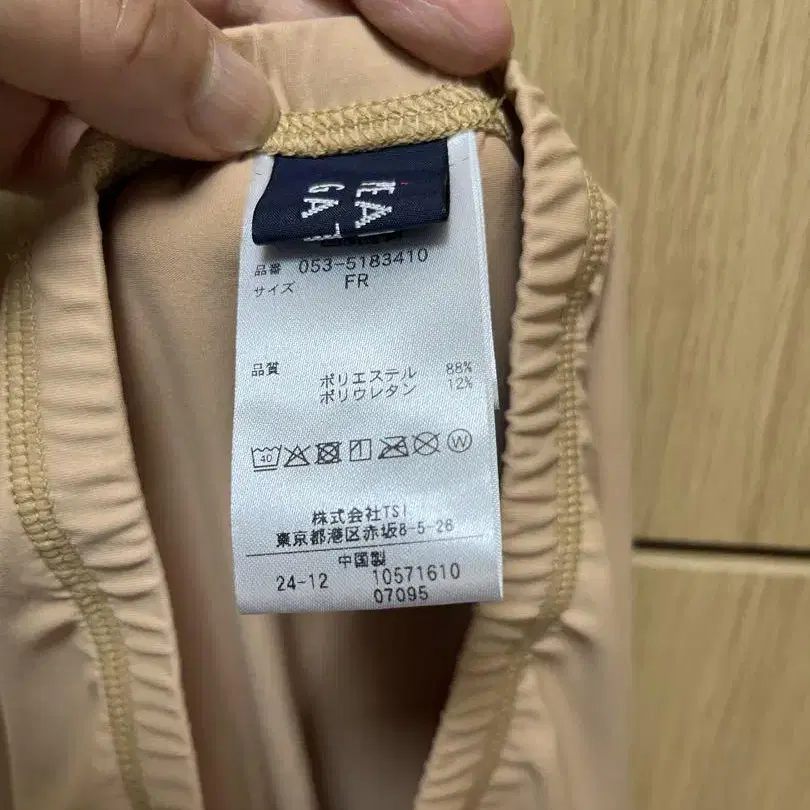 品番 053-5183410
サイズ FR
品質 ポリエステル 88%
ポリウレタン 12%
40
W
株式会社TSI
東京都港区赤坂8-5-26
中国製
24-12 10571610
07095